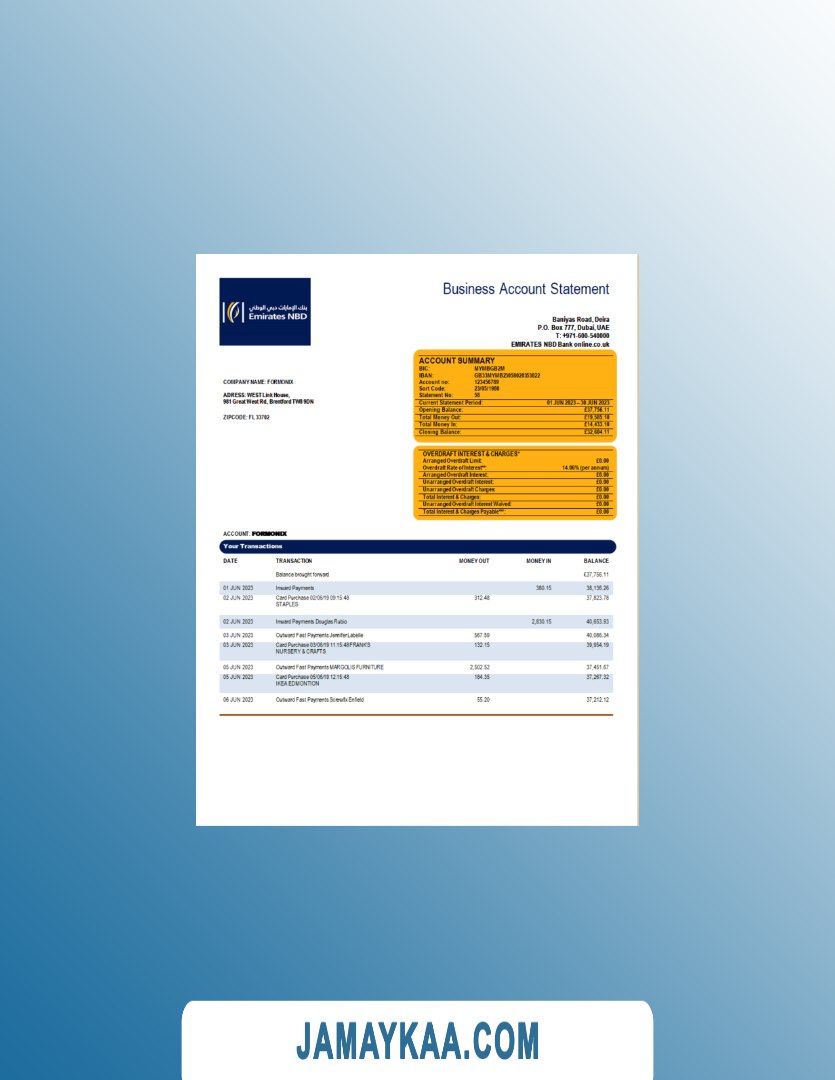 Business Account Statement
بنك الإمارات دبي الوطني
Emirates NBD
Baniyas Road, Deira
P.O. Box 777, Dubai, UAE
T: +971-600-540000
EMIRATES NBD Bank online.co.uk
ACCOUNT SUMMARY
BIC: MYMBGB2M
IBAN:
Account no: 123456789
Sort Code: 23/05/1980
Statement No: 58
Current Statement Period: 01 JUN 2023 – 30 JUN 2023
Opening Balance: £37,756.11
Total Money Out: £19,585.18
Total Money In: £14,433.18
Closing Balance: £32,604.11
COMPANY NAME: FORMONIX
ADRESS: WEST Link House,
981 Great West Rd, Brentford TW8 9DN
ZIPCODE: FL 33702
OVERDRAFT INTEREST & CHARGES*
Arranged Overdraft Limit: £0.00
Overdraft Rate of Interest**: 14.06% (per annum)
Arranged Overdraft Interest: £0.00
Unarranged Overdraft Interest: £0.00
Unarranged Overdraft Charges: £0.00
Total Interest & Charges: £0.00
Unarranged Overdraft Interest Waived: £0.00
Total Interest & Charges Payable***: £0.00
ACCOUNT: FORMONIX
Your Transactions
DATE TRANSACTION MONEY OUT MONEY IN BALANCE
Balance brought forward £37,756.11
01 JUN 2023 Inward Payments 380.15 38,136.26
02 JUN 2023 Card Purchase 02/06/19 09:15:48 312.48 37,823.78
STAPLES
02 JUN 2023 Inward Payments Douglas Rubio 2,830.15 40,653.93
03 JUN 2023 Outward Fast Payments Jennifer Labelle 567.59 40,086.34
03 JUN 2023 Card Purchase 03/06/19 11:15:48 FRANK'S 132.15 39,954.19
NURSERY & CRAFTS
05 JUN 2023 Outward Fast Payments MARGOLIS FURNITURE 2,502.52 37,451.67
05 JUN 2023 Card Purchase 05/06/19 12:15:48 184.35 37,267.32
IKEA EDMONTION
06 JUN 2023 Outward Fast Payments Screwfix Enfield 55.20 37,212.12
JAMAYKAA.COM